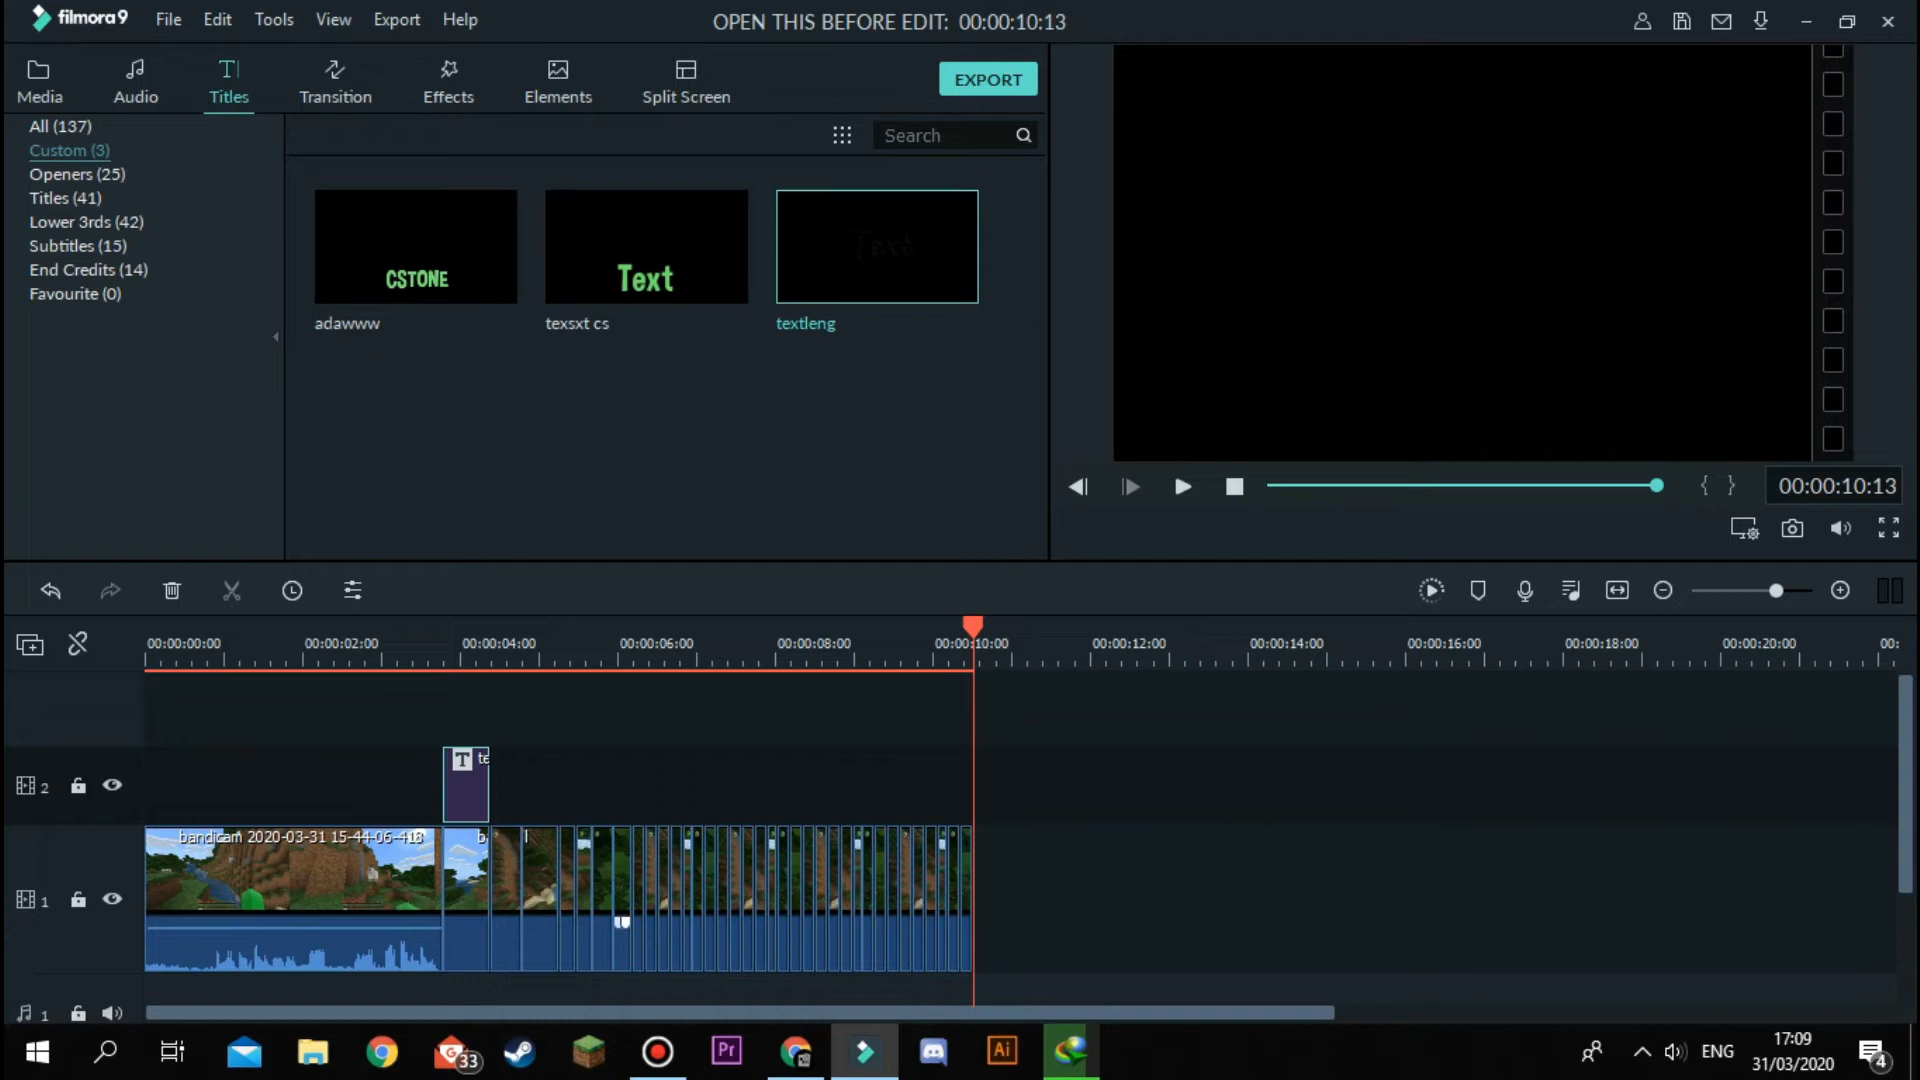 filmora9 File Edit Tools View Export Help OPEN THIS BEFORE EDIT: 00:00:10:13
Media Audio Titles Transition Effects Elements Split Screen EXPORT
All (137)
Custom (3)
Openers (25)
Titles (41)
Lower 3rds (42)
Subtitles (15)
End Credits (14)
Favourite (0)
Search
CSTONE
Text
Text
adawww
texsxt cs
textleng
00:00:10:13
00:00:00:00 00:00:02:00 00:00:04:00 00:00:06:00 00:00:08:00 00:00:10:00 00:00:12:00 00:00:14:00 00:00:16:00 00:00:18:00 00:00:20:00 00:
T te
2
bandicam 2020-03-31 15-44-06-418 b
1
1
33 Pr Ai ENG 17:09
31/03/2020 4